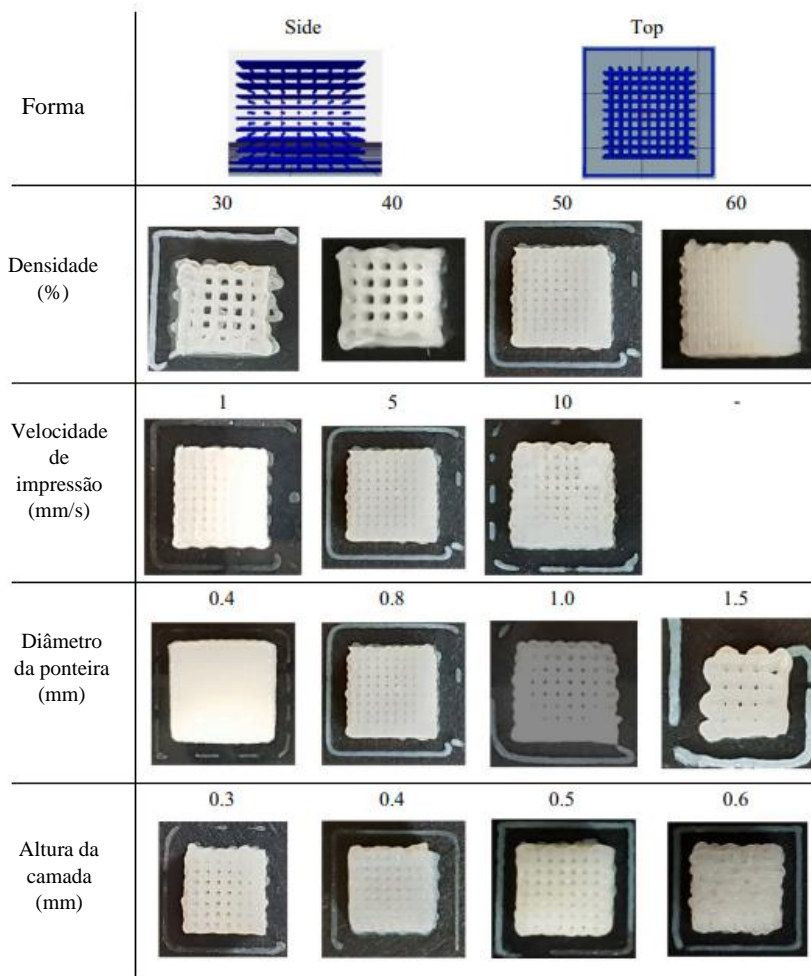 Side Top
Forma
30 40 50 60
Densidade
(%)
1 5 10 -
Velocidade
de
impressão
(mm/s)
0.4 0.8 1.0 1.5
Diâmetro
da ponteira
(mm)
0.3 0.4 0.5 0.6
Altura da
camada
(mm)